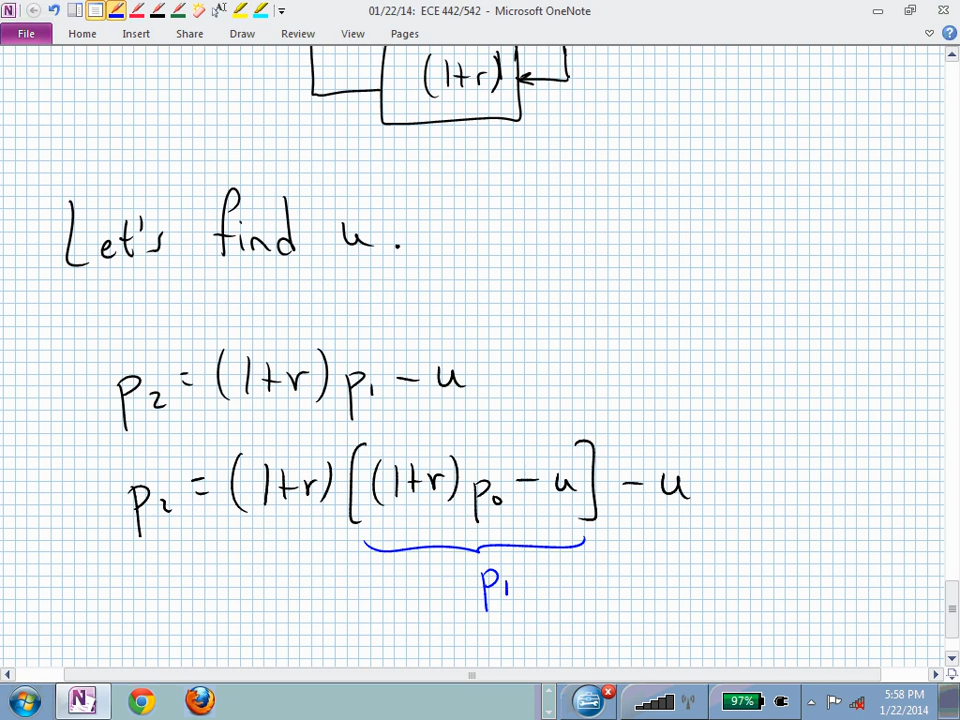 01/22/14: ECE 442/542 - Microsoft OneNote
File Home Insert Share Draw Review View Pages
(1+r)
Let's find u.
p₂ = (1+r) p₁ - u
p₂ = (1+r) [(1+r) p₀ - u] - u
p₁
97%
5:58 PM
1/22/2014